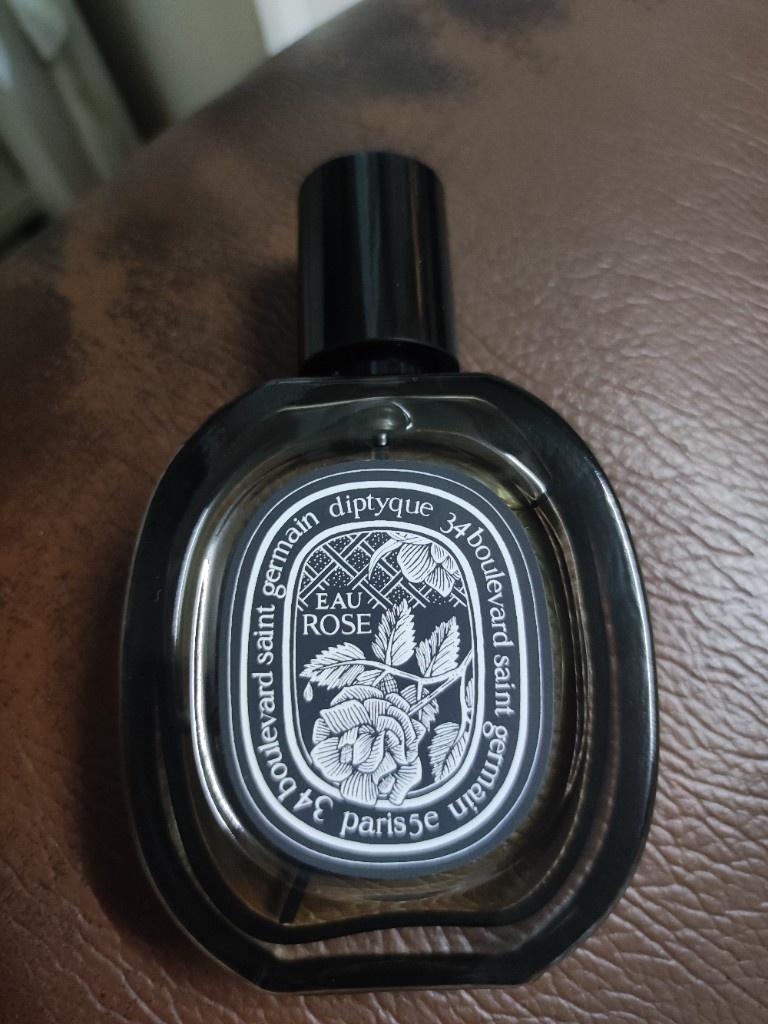 diptyque 34 boulevard saint germain
paris 5e
34 boulevard saint germain
EAU
ROSE